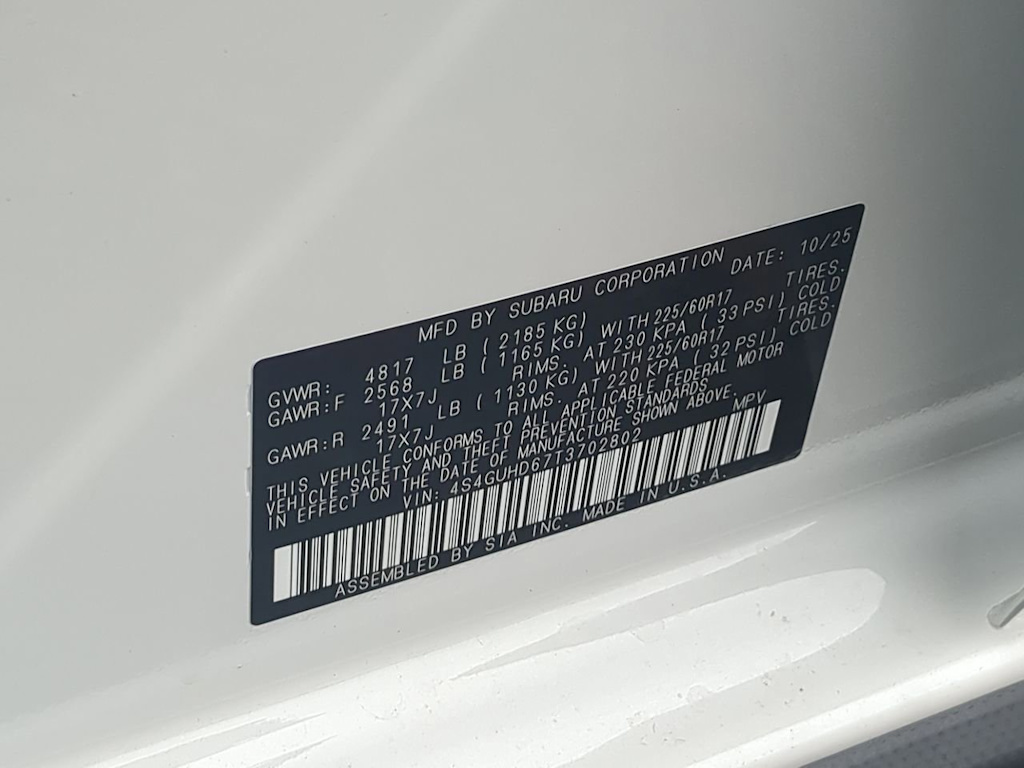 MFD BY SUBARU CORPORATION DATE: 10/25
GVWR: 4817 LB ( 2185 KG)
GAWR:F 2568 LB ( 1165 KG) WITH 225/60R17 TIRES.
17X7J RIMS. AT 230 KPA ( 33 PSI) COLD
GAWR:R 2491 LB ( 1130 KG) WITH 225/60R17 TIRES.
17X7J RIMS. AT 220 KPA ( 32 PSI) COLD
THIS VEHICLE CONFORMS TO ALL APPLICABLE FEDERAL MOTOR
VEHICLE SAFETY AND THEFT PREVENTION STANDARDS
IN EFFECT ON THE DATE OF MANUFACTURE SHOWN ABOVE.
VIN: 4S4GUHD67T3702802 MPV
ASSEMBLED BY SIA INC. MADE IN U.S.A.